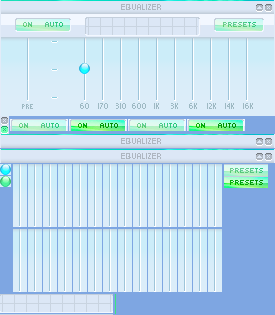 EQUALIZER
ON AUTO PRESETS
PRE 60 170 310 600 1K 3K 6K 12K 14K 16K
ON AUTO ON AUTO ON AUTO ON AUTO
EQUALIZER
EQUALIZER
PRESETS
PRESETS